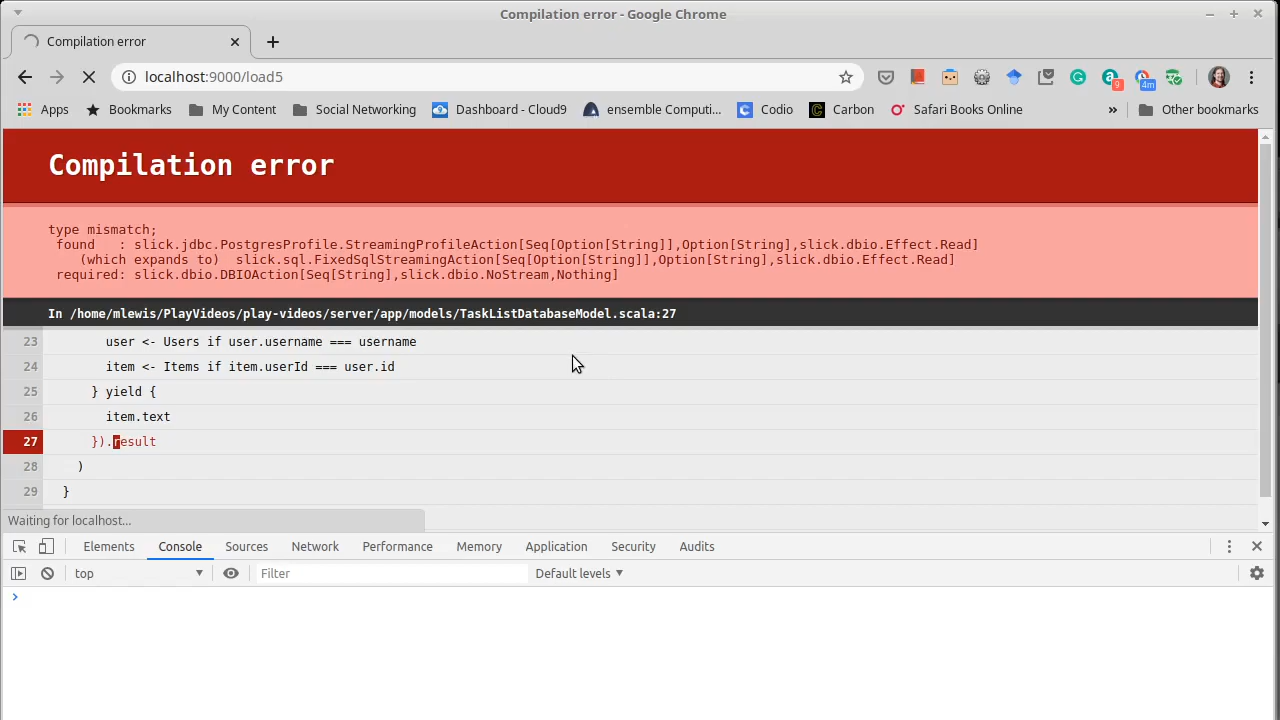 Compilation error - Google Chrome
Compilation error
localhost:9000/load5
9
4m
Apps
Bookmarks
My Content
Social Networking
Dashboard - Cloud9
ensemble Computi...
Codio
Carbon
Safari Books Online
»
Other bookmarks
Compilation error
type mismatch;
found   : slick.jdbc.PostgresProfile.StreamingProfileAction[Seq[Option[String]],Option[String],slick.dbio.Effect.Read]
(which expands to)  slick.sql.FixedSqlStreamingAction[Seq[Option[String]],Option[String],slick.dbio.Effect.Read]
required: slick.dbio.DBIOAction[Seq[String],slick.dbio.NoStream,Nothing]
In /home/mlewis/PlayVideos/play-videos/server/app/models/TaskListDatabaseModel.scala:27
23 user <- Users if user.username === username
24 item <- Items if item.userId === user.id
25 } yield {
26 item.text
27 }).result
28 )
29 }
Waiting for localhost...
Elements Console Sources Network Performance Memory Application Security Audits
top Filter Default levels
>